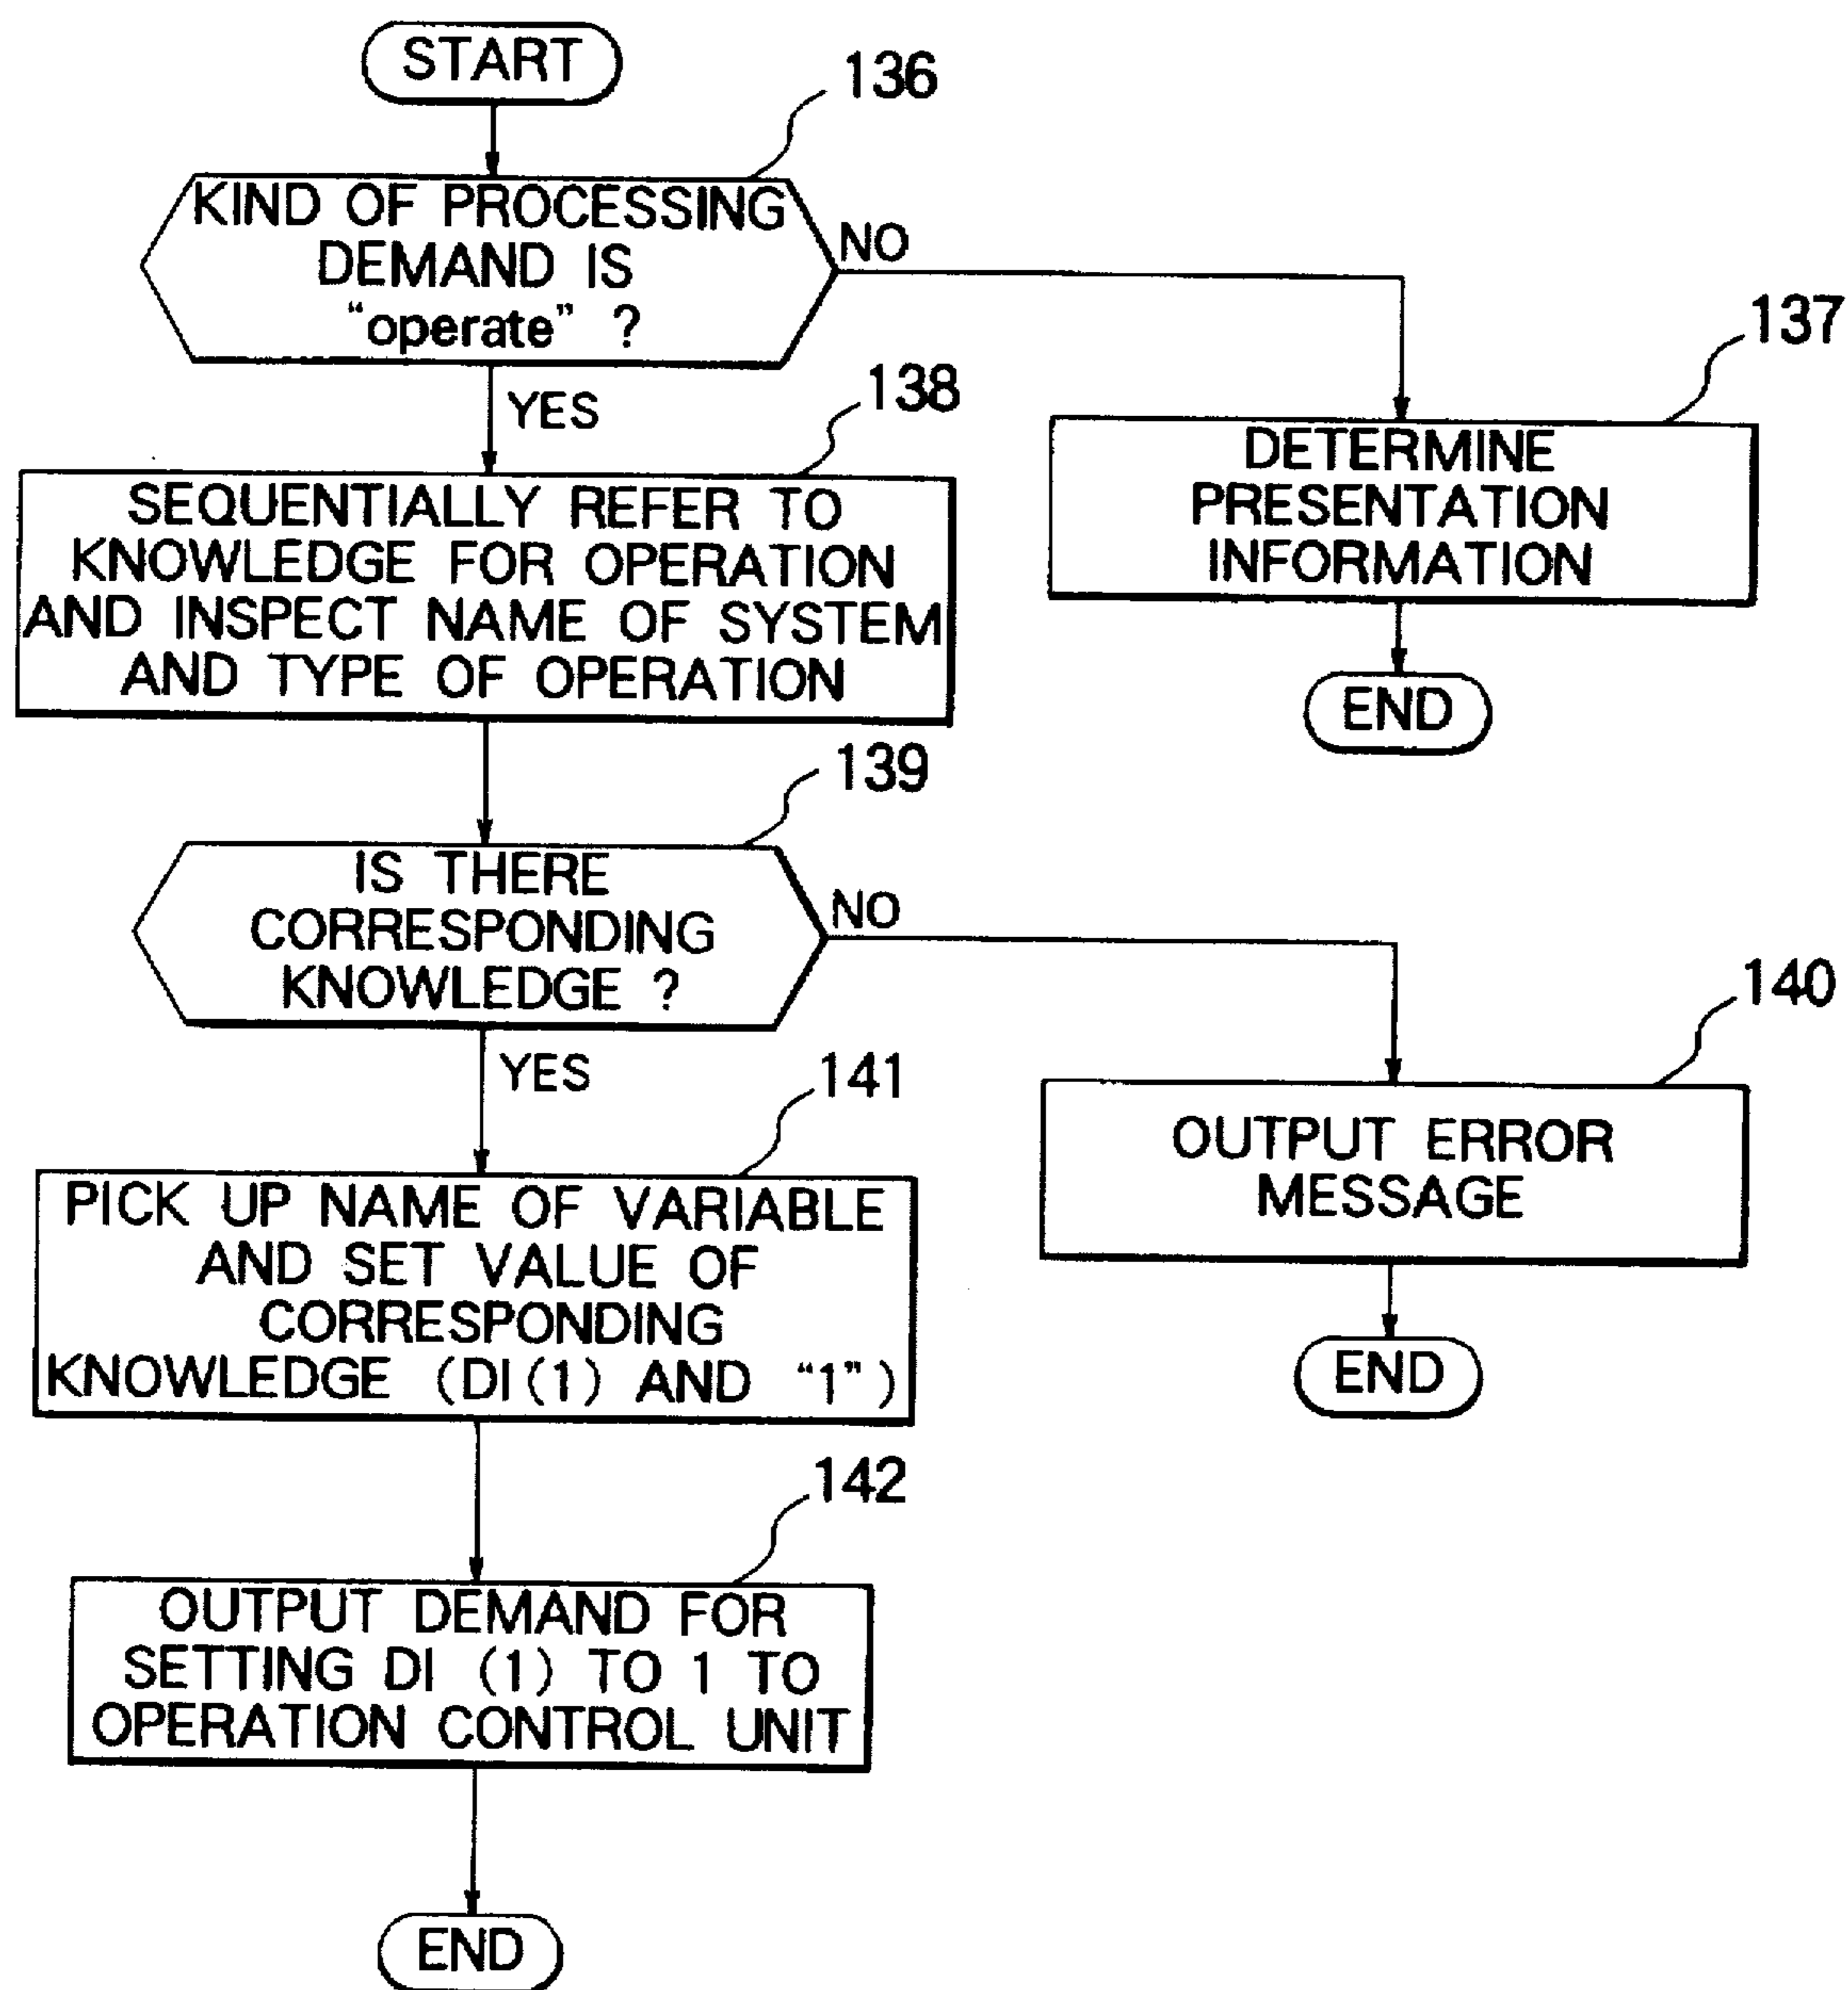 START
136
KIND OF PROCESSING
DEMAND IS
“operate” ?
NO
YES
137
DETERMINE
PRESENTATION
INFORMATION
END
138
SEQUENTIALLY REFER TO
KNOWLEDGE FOR OPERATION
AND INSPECT NAME OF SYSTEM
AND TYPE OF OPERATION
139
IS THERE
CORRESPONDING
KNOWLEDGE ?
NO
YES
140
OUTPUT ERROR
MESSAGE
END
141
PICK UP NAME OF VARIABLE
AND SET VALUE OF
CORRESPONDING
KNOWLEDGE (DI(1) AND “1”)
142
OUTPUT DEMAND FOR
SETTING DI (1) TO 1 TO
OPERATION CONTROL UNIT
END